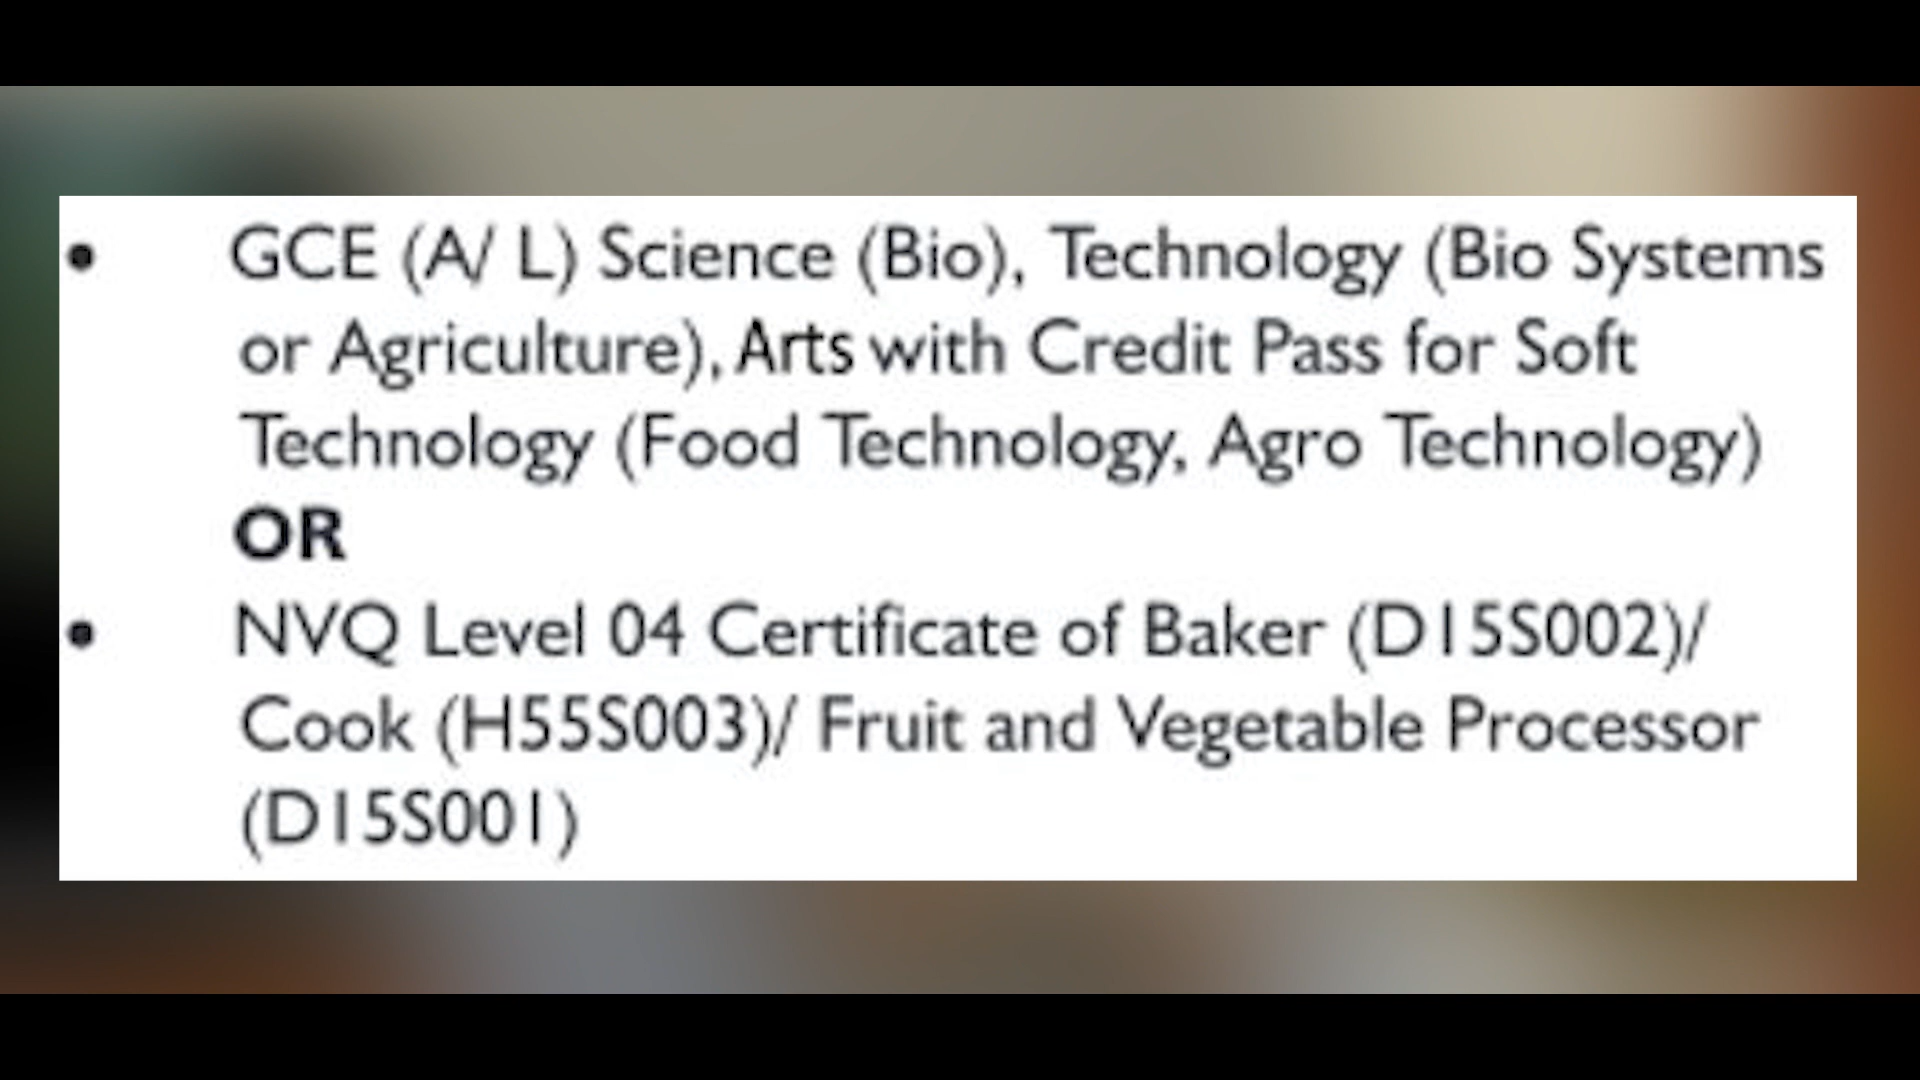 • GCE (A/ L) Science (Bio), Technology (Bio Systems
or Agriculture), Arts with Credit Pass for Soft
Technology (Food Technology, Agro Technology)
OR
• NVQ Level 04 Certificate of Baker (D15S002)/
Cook (H55S003)/ Fruit and Vegetable Processor
(D15S001)